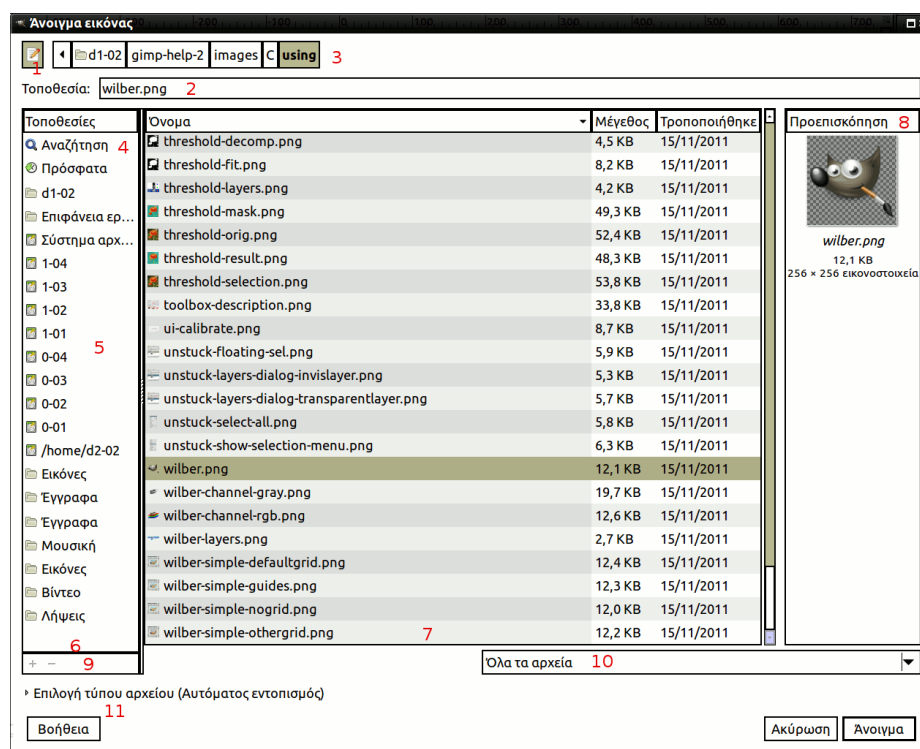 Άνοιγμα εικόνας
-200 -100 0 100 200 300 400 500 600 700
1
d1-02 gimp-help-2 images C using 3
Τοποθεσία: wilber.png 2
Τοποθεσίες
Αναζήτηση 4
Πρόσφατα
d1-02
Επιφάνεια ερ...
Σύστημα αρχ...
1-04
1-03
1-02
1-01
5
0-04
0-03
0-02
0-01
/home/d2-02
Εικόνες
Έγγραφα
Έγγραφα
Μουσική
Εικόνες
Βίντεο
Λήψεις
6
+ − 9
Όνομα Μέγεθος Τροποποιήθηκε
threshold-decomp.png 4,5 KB 15/11/2011
threshold-fit.png 8,2 KB 15/11/2011
threshold-layers.png 4,2 KB 15/11/2011
threshold-mask.png 49,3 KB 15/11/2011
threshold-orig.png 52,4 KB 15/11/2011
threshold-result.png 48,3 KB 15/11/2011
threshold-selection.png 53,8 KB 15/11/2011
toolbox-description.png 33,8 KB 15/11/2011
ui-calibrate.png 8,7 KB 15/11/2011
unstuck-floating-sel.png 5,9 KB 15/11/2011
unstuck-layers-dialog-invislayer.png 5,3 KB 15/11/2011
unstuck-layers-dialog-transparentlayer.png 5,7 KB 15/11/2011
unstuck-select-all.png 5,8 KB 15/11/2011
unstuck-show-selection-menu.png 6,3 KB 15/11/2011
wilber.png 12,1 KB 15/11/2011
wilber-channel-gray.png 19,7 KB 15/11/2011
wilber-channel-rgb.png 12,6 KB 15/11/2011
wilber-layers.png 2,7 KB 15/11/2011
wilber-simple-defaultgrid.png 12,4 KB 15/11/2011
wilber-simple-guides.png 12,3 KB 15/11/2011
wilber-simple-nogrid.png 12,0 KB 15/11/2011
wilber-simple-othergrid.png 7 12,2 KB 15/11/2011
Προεπισκόπηση 8
wilber.png
12,1 KB
256 × 256 εικονοστοιχεία
Όλα τα αρχεία 10
Επιλογή τύπου αρχείου (Αυτόματος εντοπισμός)
11
Βοήθεια Ακύρωση Άνοιγμα